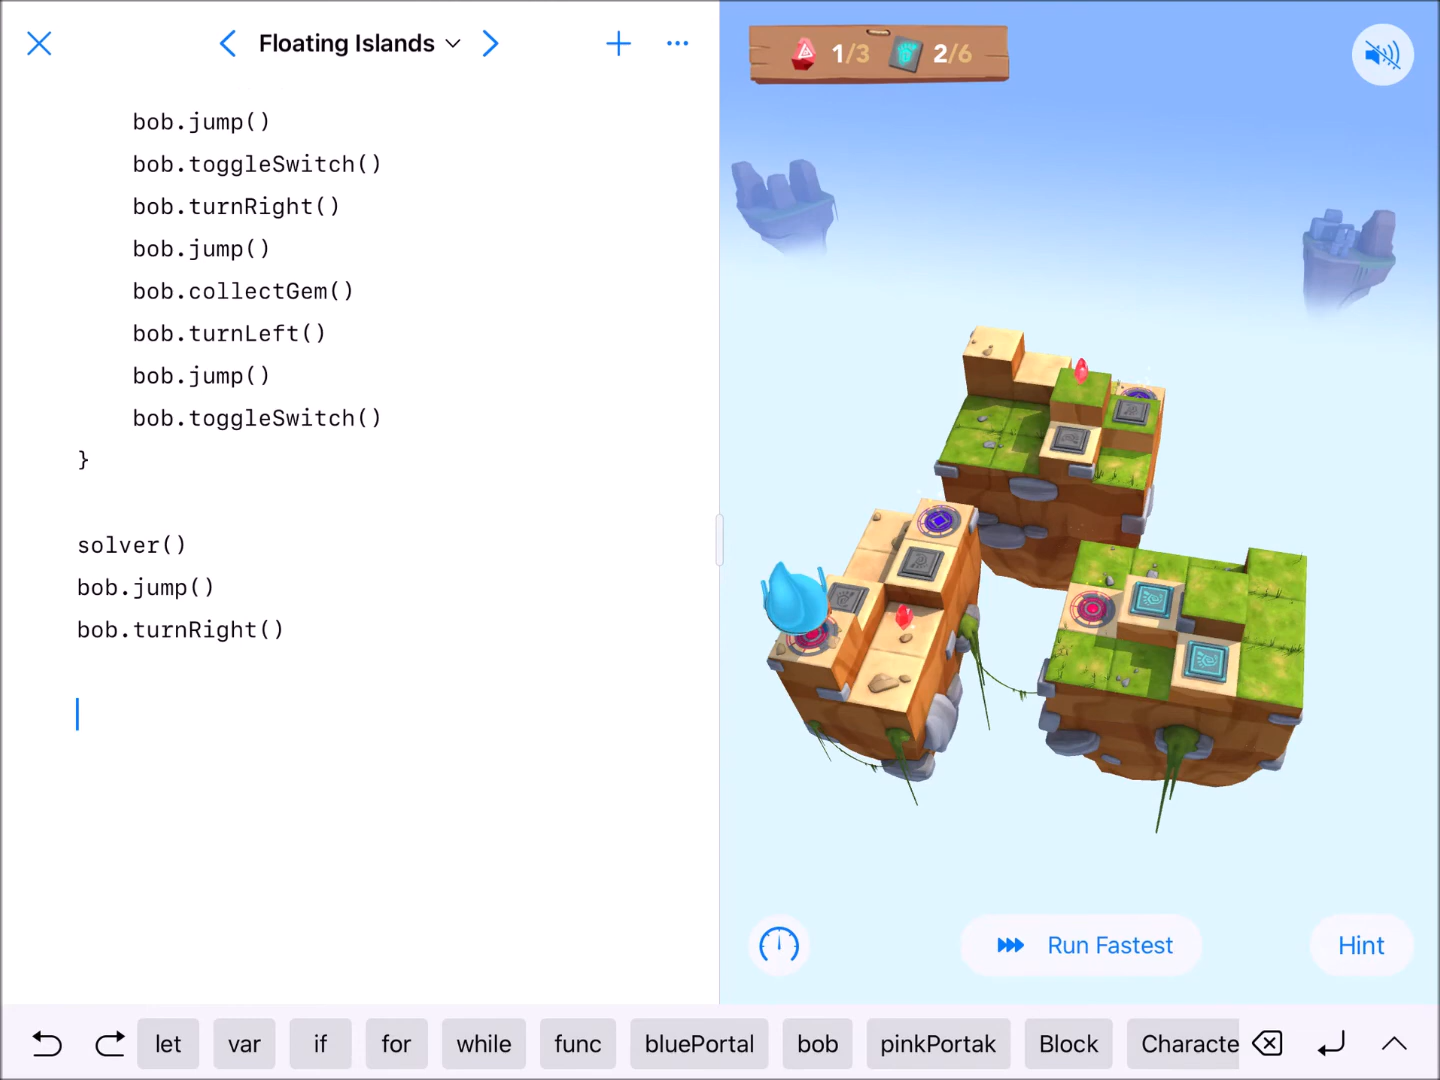 Floating Islands
bob.jump()
bob.toggleSwitch()
bob.turnRight()
bob.jump()
bob.collectGem()
bob.turnLeft()
bob.jump()
bob.toggleSwitch()
}
solver()
bob.jump()
bob.turnRight()
1/3 2/6
Run Fastest
Hint
let var if for while func bluePortal bob pinkPortak Block Characte